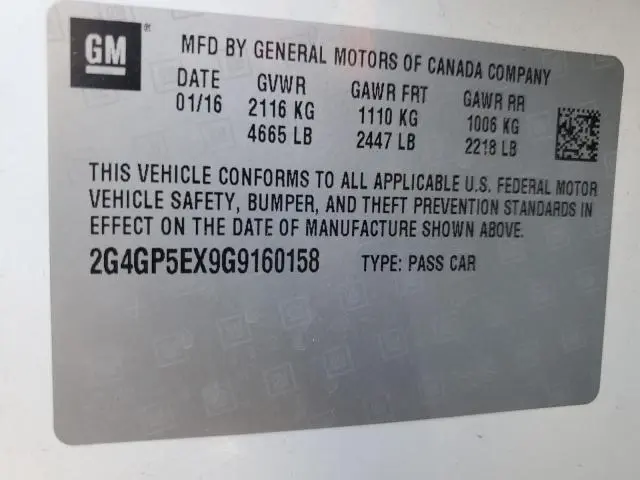 GM ®
MFD BY GENERAL MOTORS OF CANADA COMPANY
DATE GVWR GAWR FRT GAWR RR
01/16 2116 KG 1110 KG 1006 KG
4665 LB 2447 LB 2218 LB
THIS VEHICLE CONFORMS TO ALL APPLICABLE U.S. FEDERAL MOTOR
VEHICLE SAFETY, BUMPER, AND THEFT PREVENTION STANDARDS IN
EFFECT ON THE DATE OF MANUFACTURE SHOWN ABOVE.
2G4GP5EX9G9160158 TYPE: PASS CAR